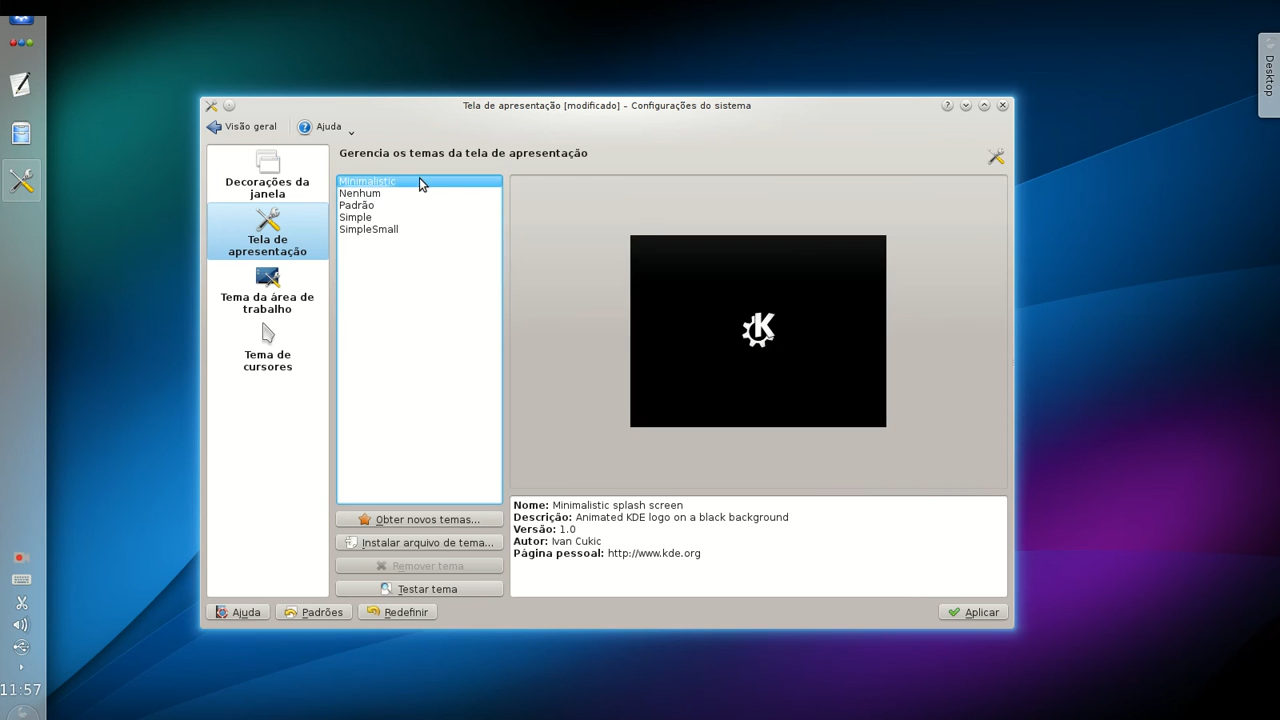 Tela de apresentação [modificado] – Configurações do sistema
Visão geral
Ajuda
Gerencia os temas da tela de apresentação
Decorações da
janela
Tela de
apresentação
Tema da área de
trabalho
Tema de
cursores
Minimalistic
Nenhum
Padrão
Simple
SimpleSmall
Obter novos temas...
Instalar arquivo de tema...
Remover tema
Testar tema
Nome: Minimalistic splash screen
Descrição: Animated KDE logo on a black background
Versão: 1.0
Autor: Ivan Cukic
Página pessoal: http://www.kde.org
Ajuda
Padrões
Redefinir
Aplicar
Desktop
11:57